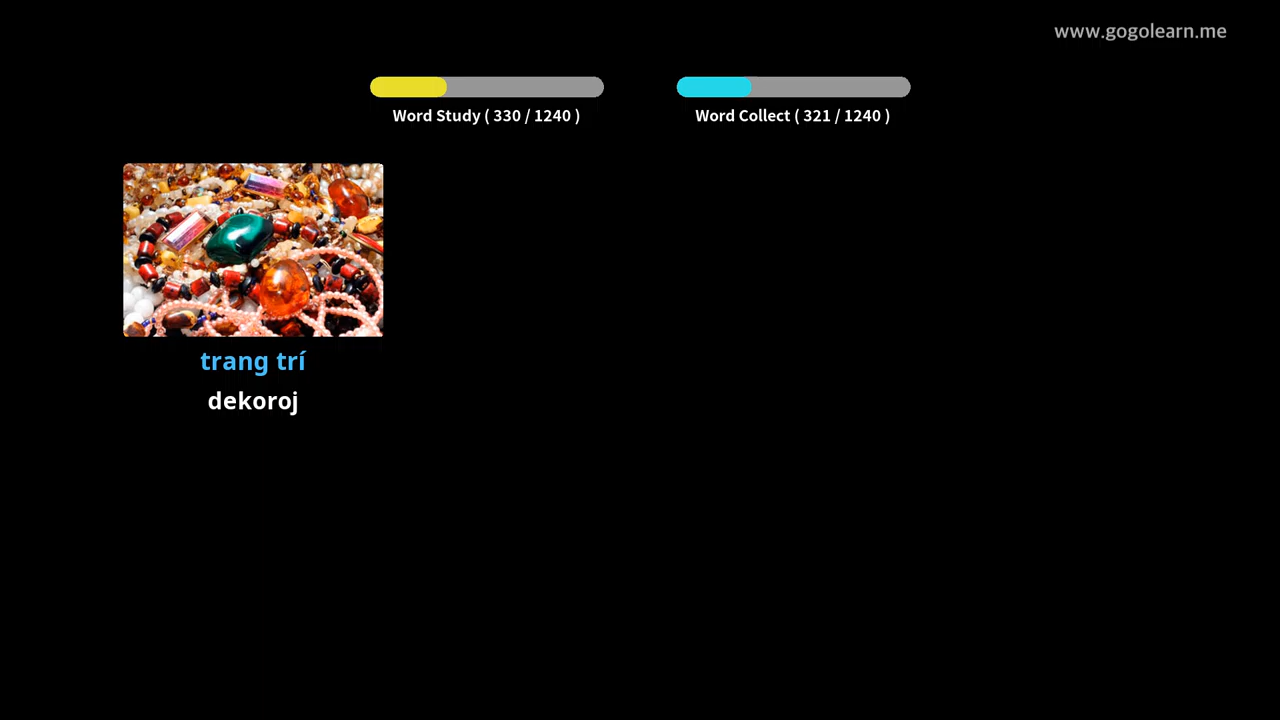 www.gogolearn.me
Word Study ( 330 / 1240 )
Word Collect ( 321 / 1240 )
trang trí
dekoroj